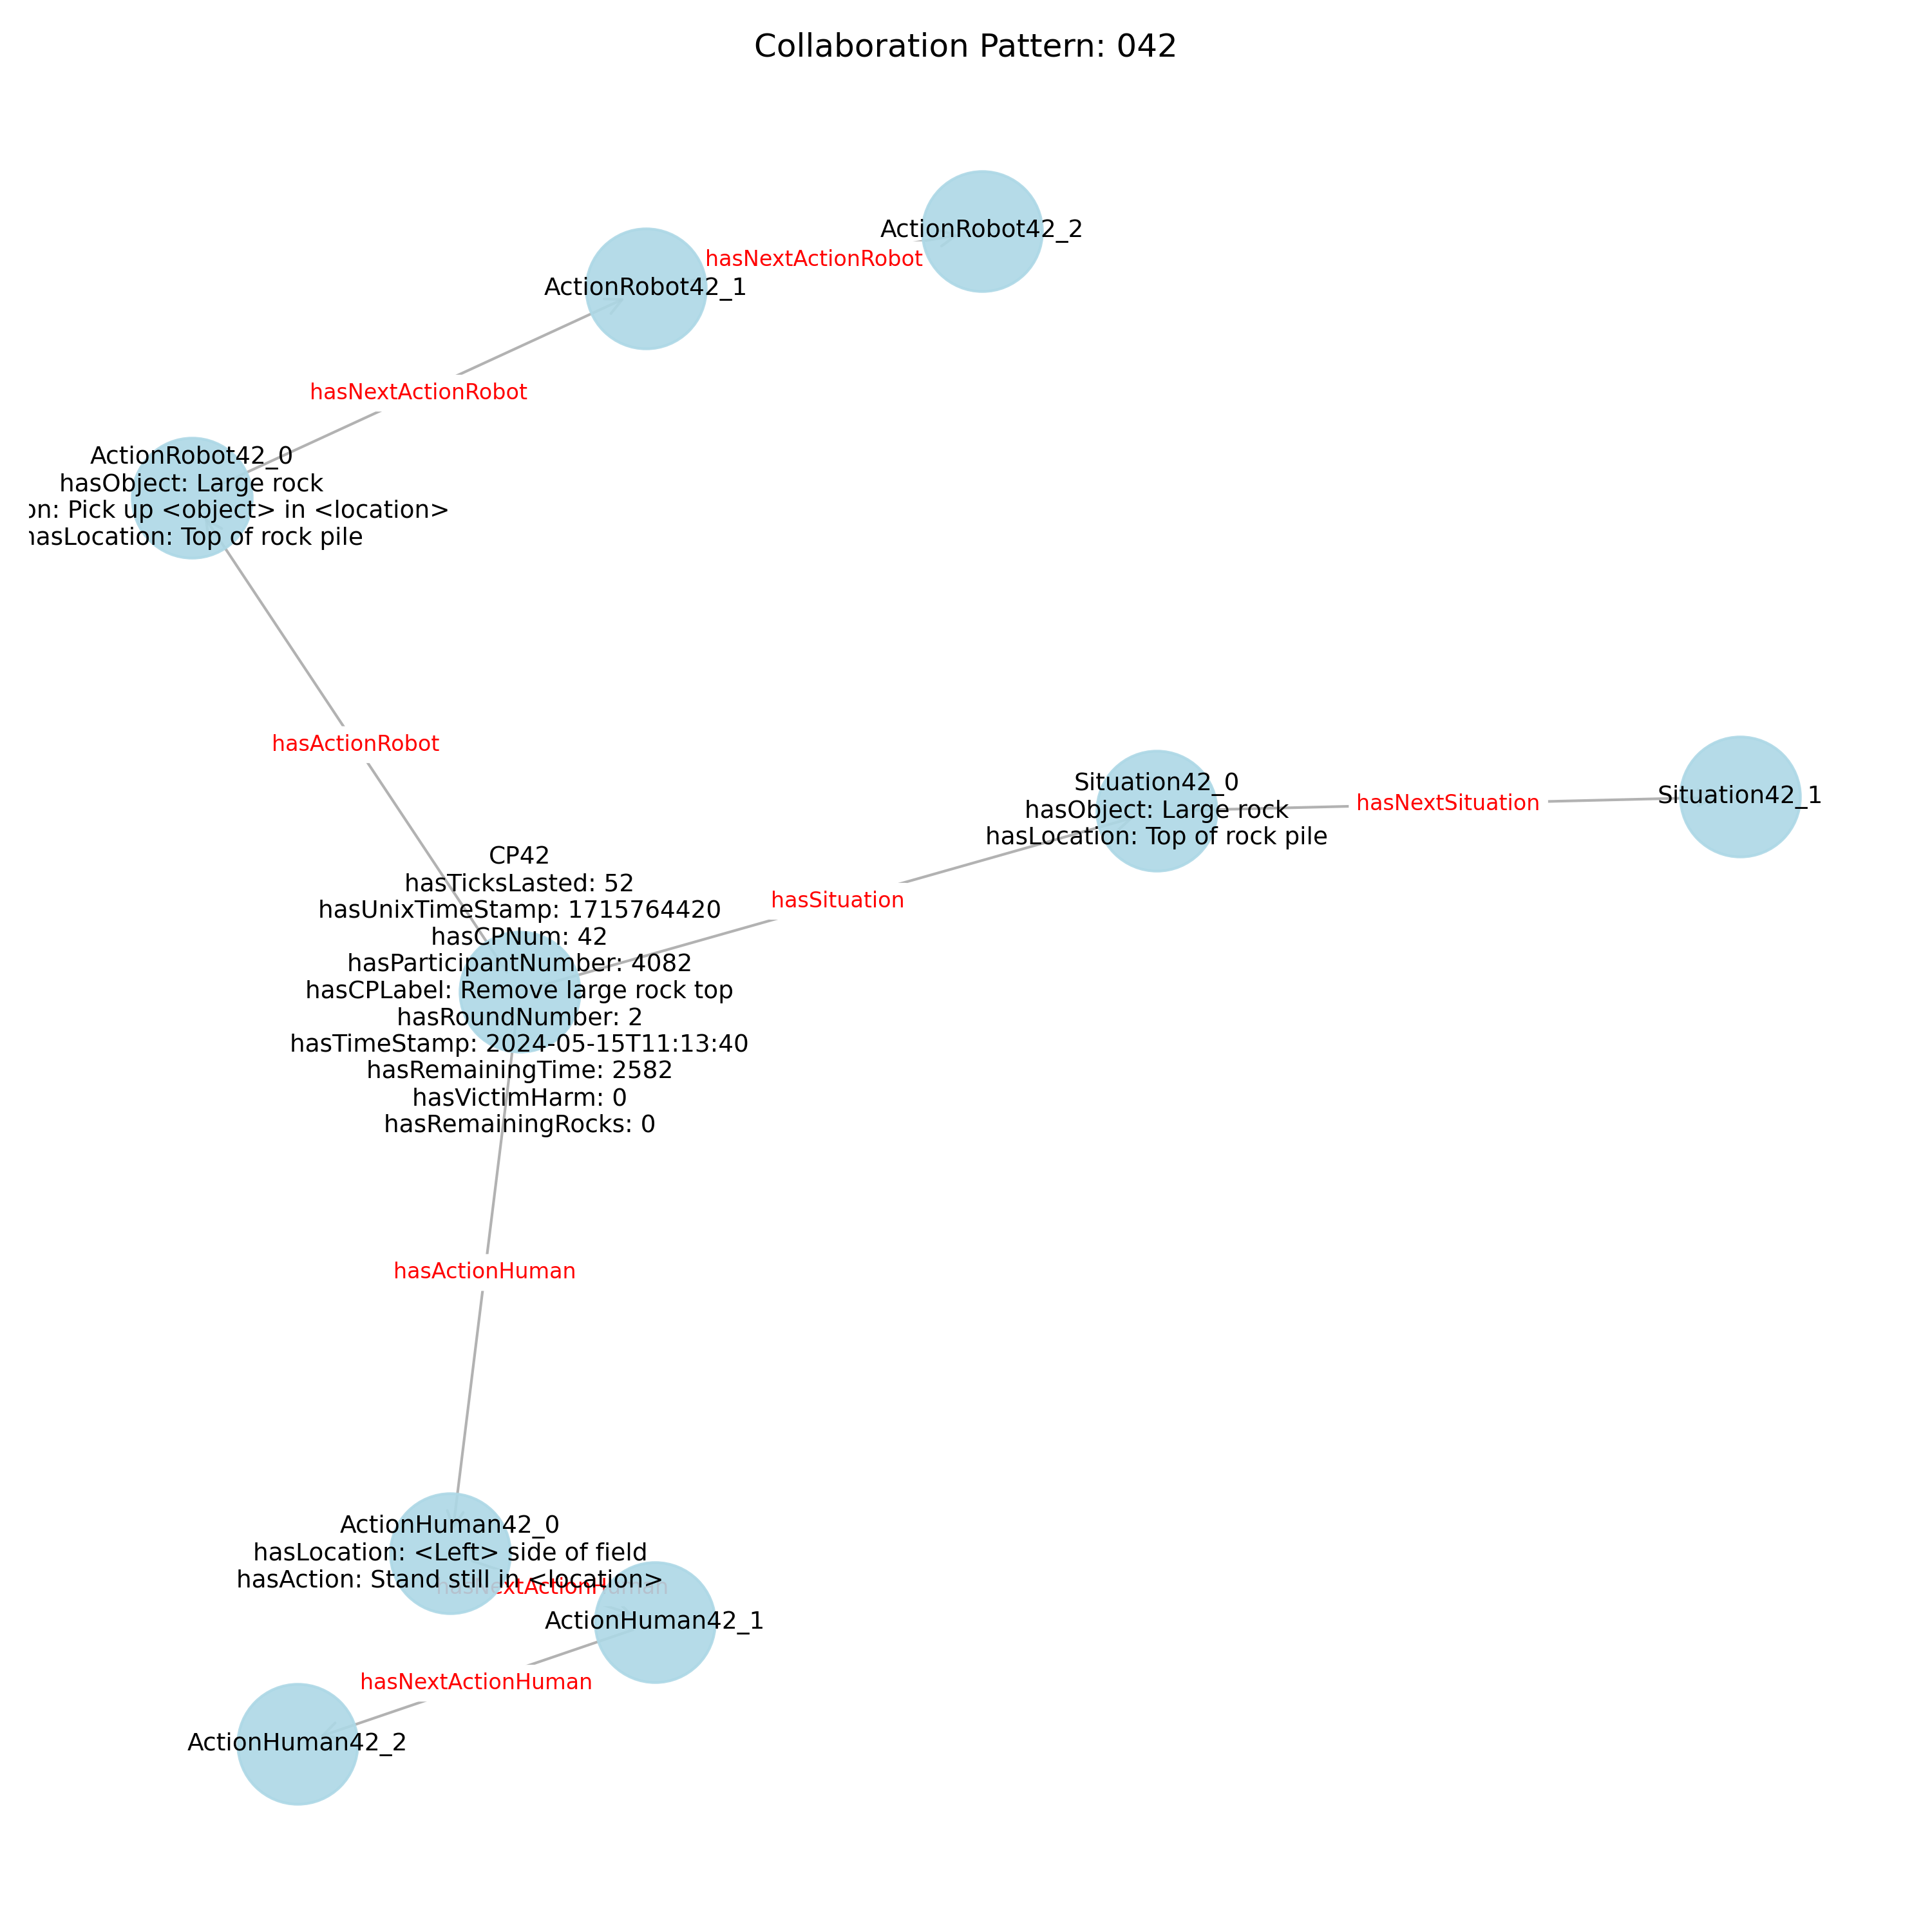 Collaboration Pattern: 042
ActionRobot42_2
hasNextActionRobot
ActionRobot42_1
hasNextActionRobot
ActionRobot42_0
hasObject: Large rock
on: Pick up <object> in <location>
hasLocation: Top of rock pile
hasActionRobot
Situation42_0
hasObject: Large rock
hasLocation: Top of rock pile
hasNextSituation
Situation42_1
hasSituation
CP42
hasTicksLasted: 52
hasUnixTimeStamp: 1715764420
hasCPNum: 42
hasParticipantNumber: 4082
hasCPLabel: Remove large rock top
hasRoundNumber: 2
hasTimeStamp: 2024-05-15T11:13:40
hasRemainingTime: 2582
hasVictimHarm: 0
hasRemainingRocks: 0
hasActionHuman
ActionHuman42_0
hasLocation: <Left> side of field
hasAction: Stand still in <location>
hasNextActionHuman
ActionHuman42_1
hasNextActionHuman
ActionHuman42_2